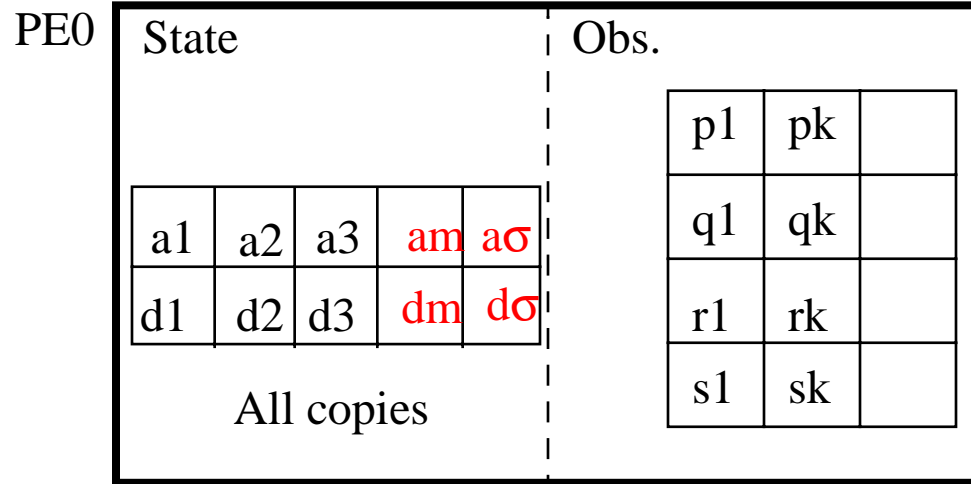 PE0 State Obs.
p1 pk
a1 a2 a3 am aσ q1 qk
d1 d2 d3 dm dσ r1 rk
All copies s1 sk